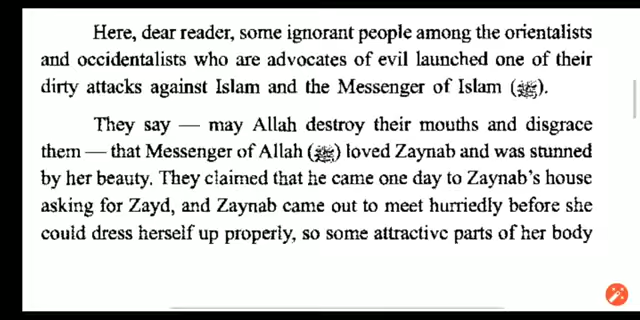 Here, dear reader, some ignorant people among the orientalists
and occidentalists who are advocates of evil launched one of their
dirty attacks against Islam and the Messenger of Islam (ﷺ).
They say — may Allah destroy their mouths and disgrace
them — that Messenger of Allah (ﷺ) loved Zaynab and was stunned
by her beauty. They claimed that he came one day to Zaynab's house
asking for Zayd, and Zaynab came out to meet hurriedly before she
could dress herself up properly, so some attractive parts of her body